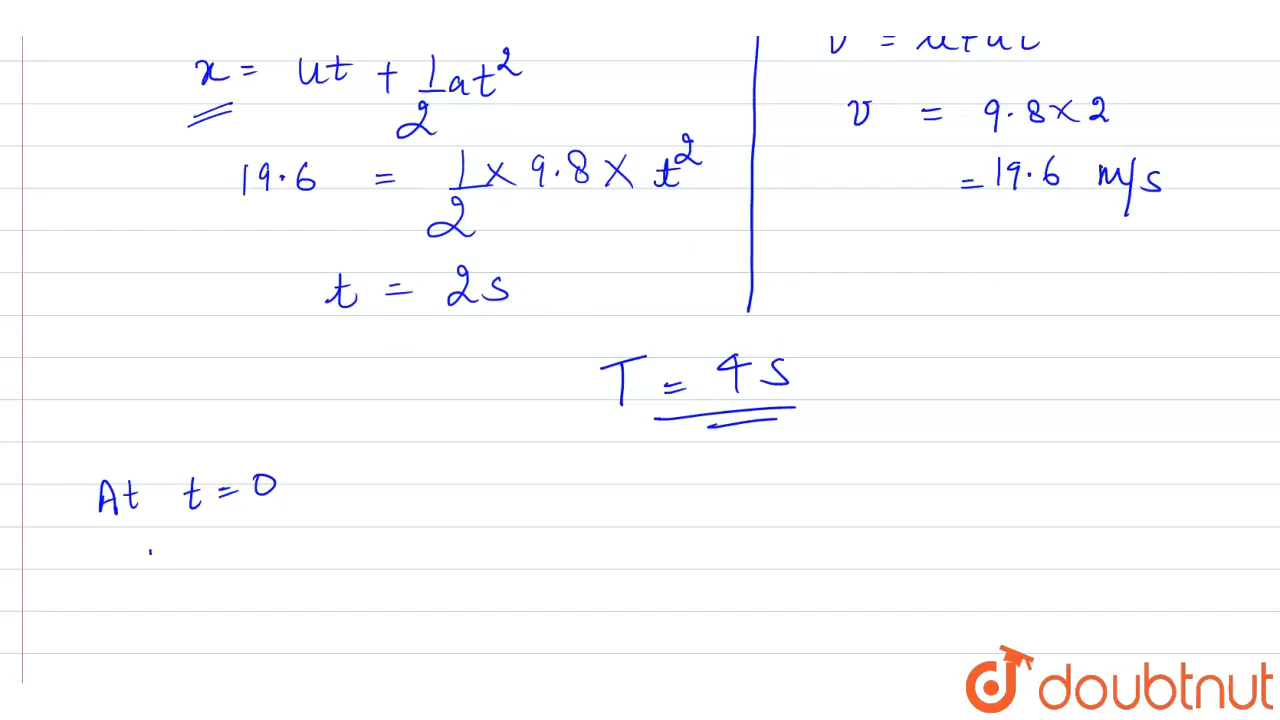 x = ut + 1/2 at²
19.6 = 1/2 × 9.8 × t²
t = 2s
v = u + at
v = 9.8 × 2
= 19.6 m/s
T = 4s
At t = 0
doubtnut